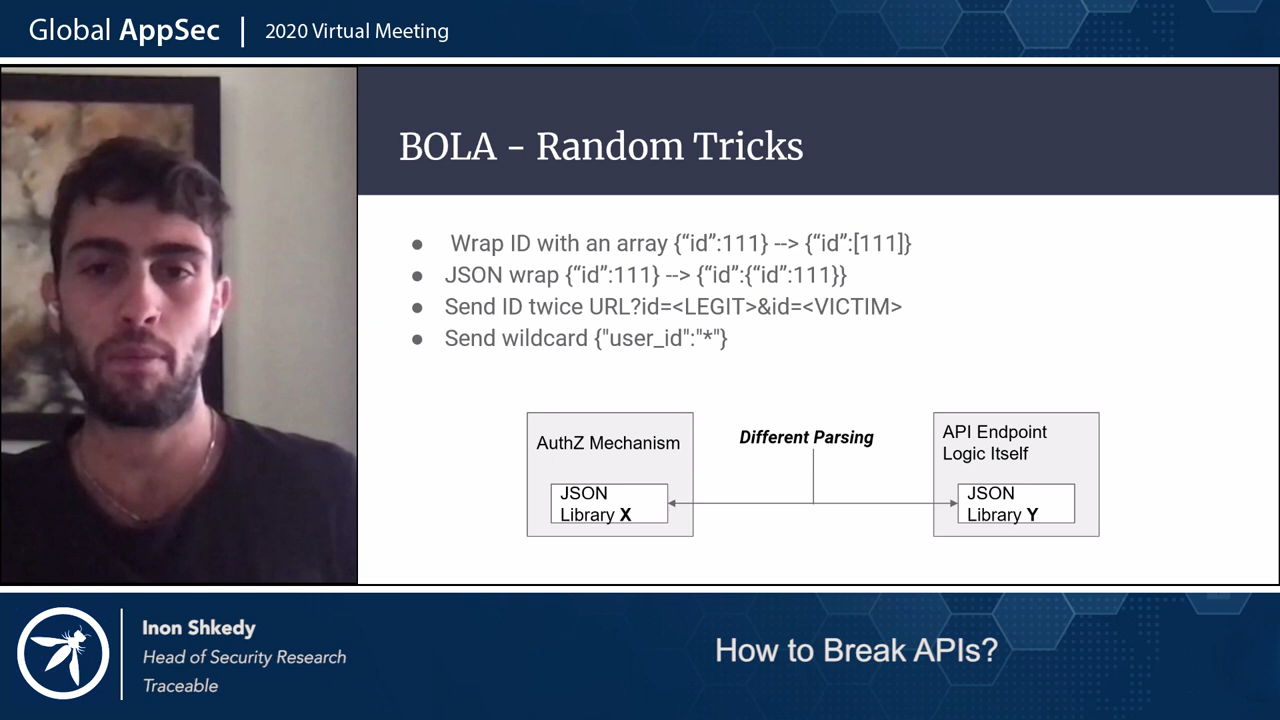 Global AppSec | 2020 Virtual Meeting
BOLA - Random Tricks
● Wrap ID with an array {“id”:111} --> {“id”:[111]}
● JSON wrap {“id”:111} --> {“id”:{“id”:111}}
● Send ID twice URL?id=<LEGIT>&id=<VICTIM>
● Send wildcard {"user_id":"*"}
AuthZ Mechanism
JSON
Library X
Different Parsing
API Endpoint
Logic Itself
JSON
Library Y
Inon Shkedy
Head of Security Research
Traceable
How to Break APIs?